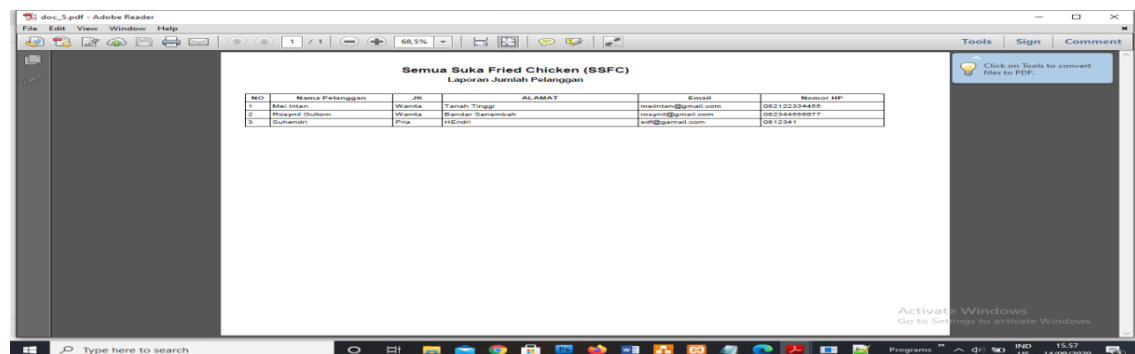 doc_5.pdf - Adobe Reader
File Edit View Window Help
1 / 1 68,5% Tools Sign Comment
Click on Tools to convert
files to PDF.
Semua Suka Fried Chicken (SSFC)
Laporan Jumlah Pelanggan
NO Nama Pelanggan JK ALAMAT Email Nomor HP
1 Mei Intan Wanita Tanah Tinggi meiintan@gmail.com 082122334455
2 Rosynil Gultom Wanita Bandar Senembah rosynil@gmail.com 082344556677
3 Suhendri Pria HEndri sdf@gamail.com 0812341
Activate Windows
Go to Settings to activate Windows.
Type here to search Programs IND 15.57
US 14/09/2020